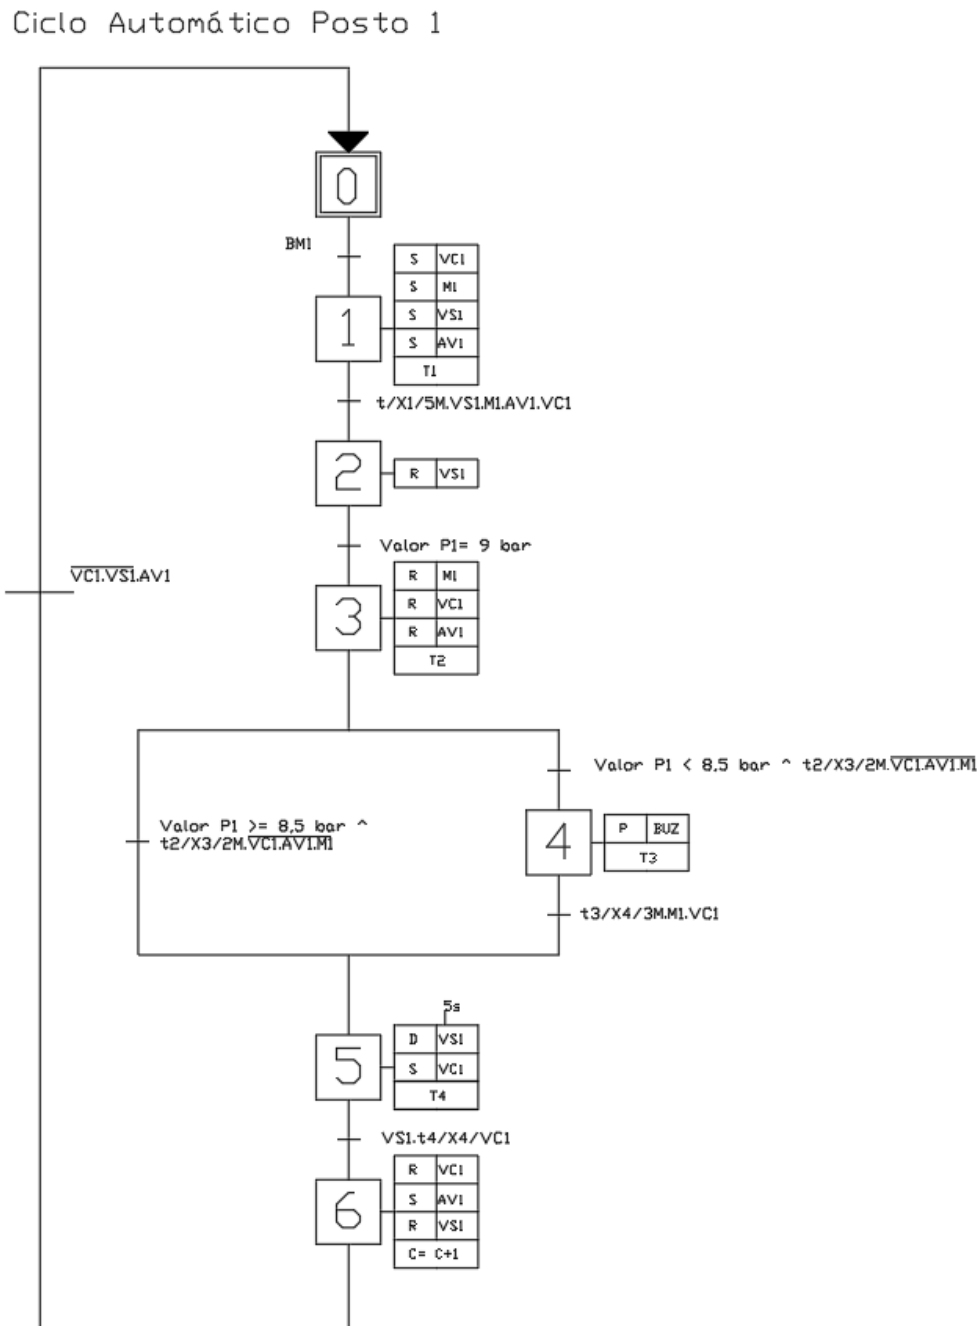 Ciclo Automático Posto 1
0
BM1
S VC1
S M1
1
S VS1
S AV1
T1
t/X1/5M.VS1.M1.AV1.VC1
2
R VS1
Valor P1= 9 bar
VC1.VS1.AV1
R M1
3
R VC1
R AV1
T2
Valor P1 < 8,5 bar ^ t2/X3/2M.VC1.AV1.M1
Valor P1 >= 8,5 bar ^
t2/X3/2M.VC1.AV1.M1
4
P BUZ
T3
t3/X4/3M.M1.VC1
5s
5
D VS1
S VC1
T4
VS1.t4/X4/VC1
R VC1
6
S AV1
R VS1
C= C+1